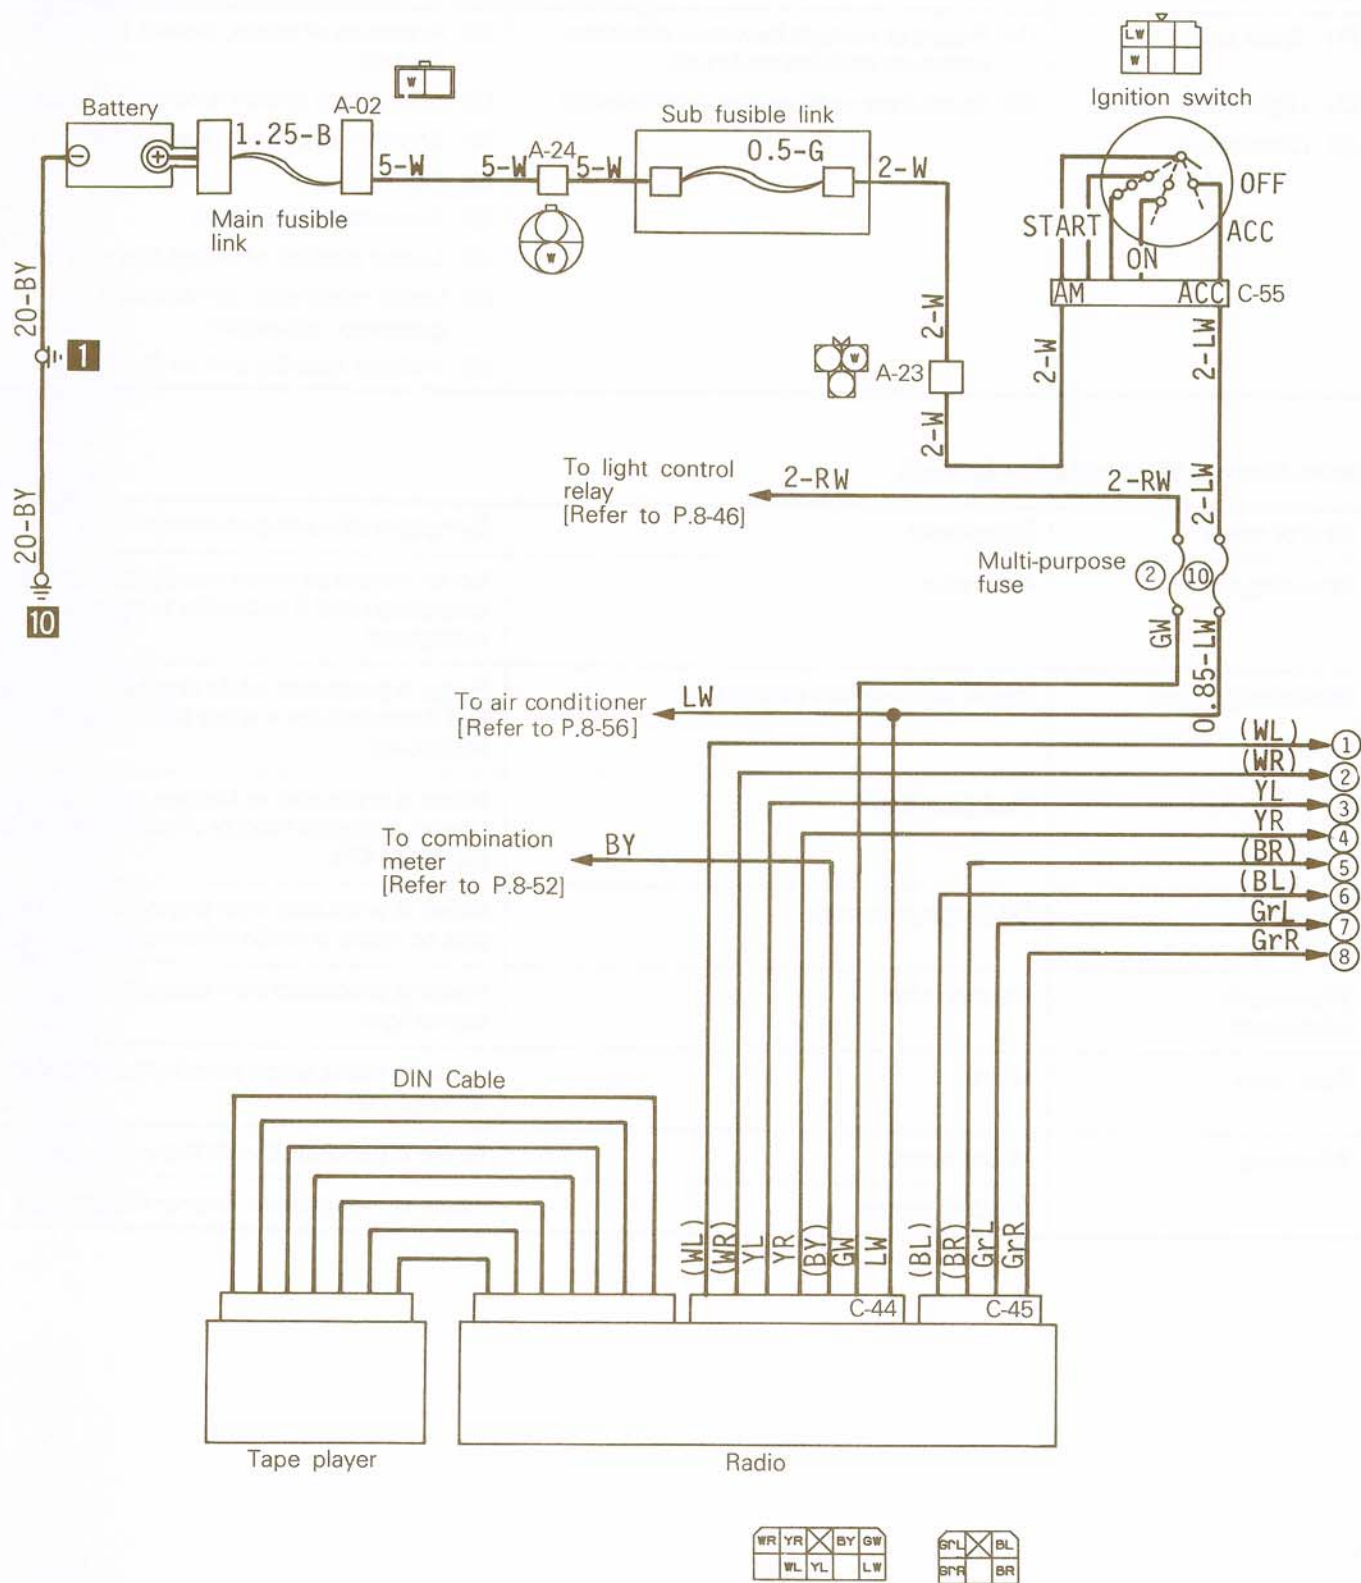 LW
W
W
Ignition switch
Battery
A-02
Sub fusible link
1.25-B
5-W
5-W
A-24
5-W
0.5-G
2-W
OFF
Main fusible
link
W
START
ACC
ON
AM
ACC
C-55
20-BY
1
2-W
2-W
2-LW
W
A-23
2-W
To light control
relay
[Refer to P.8-46]
2-RW
2-RW
2-LW
20-BY
10
Multi-purpose
fuse
2
10
GW
0.85-LW
To air conditioner
[Refer to P.8-56]
LW
(WL)
1
(WR)
2
YL
3
YR
4
(BR)
5
(BL)
6
GrL
7
GrR
8
To combination
meter
[Refer to P.8-52]
BY
DIN Cable
(WL)
(WR)
YL
YR
(BY)
GW
LW
(BL)
(BR)
GrL
GrR
C-44
C-45
Tape player
Radio
WR YR BY GW
WL YL LW
GrL BL
GrR BR